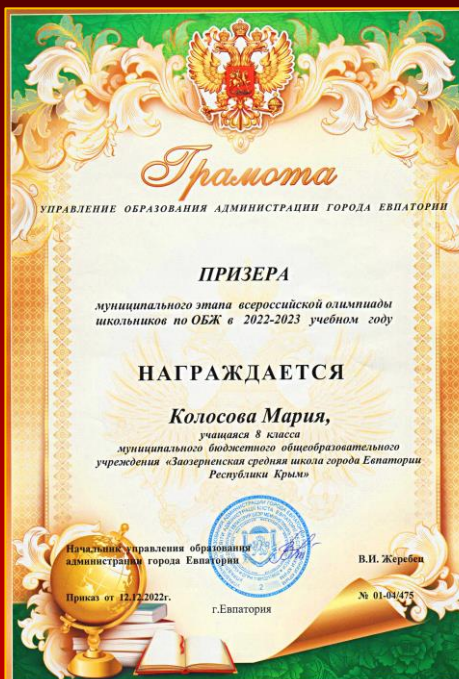 Грамота
УПРАВЛЕНИЕ ОБРАЗОВАНИЯ АДМИНИСТРАЦИИ ГОРОДА ЕВПАТОРИИ
ПРИЗЕРА
муниципального этапа всероссийской олимпиады
школьников по ОБЖ в 2022-2023 учебном году
НАГРАЖДАЕТСЯ
Колосова Мария,
учащаяся 8 класса
муниципального бюджетного общеобразовательного
учреждения «Заозерненская средняя школа города Евпатории
Республики Крым»
Начальник управления образования
администрации города Евпатории
В.И. Жеребец
Приказ от 12.12.2022г.
№ 01-04/475
г.Евпатория